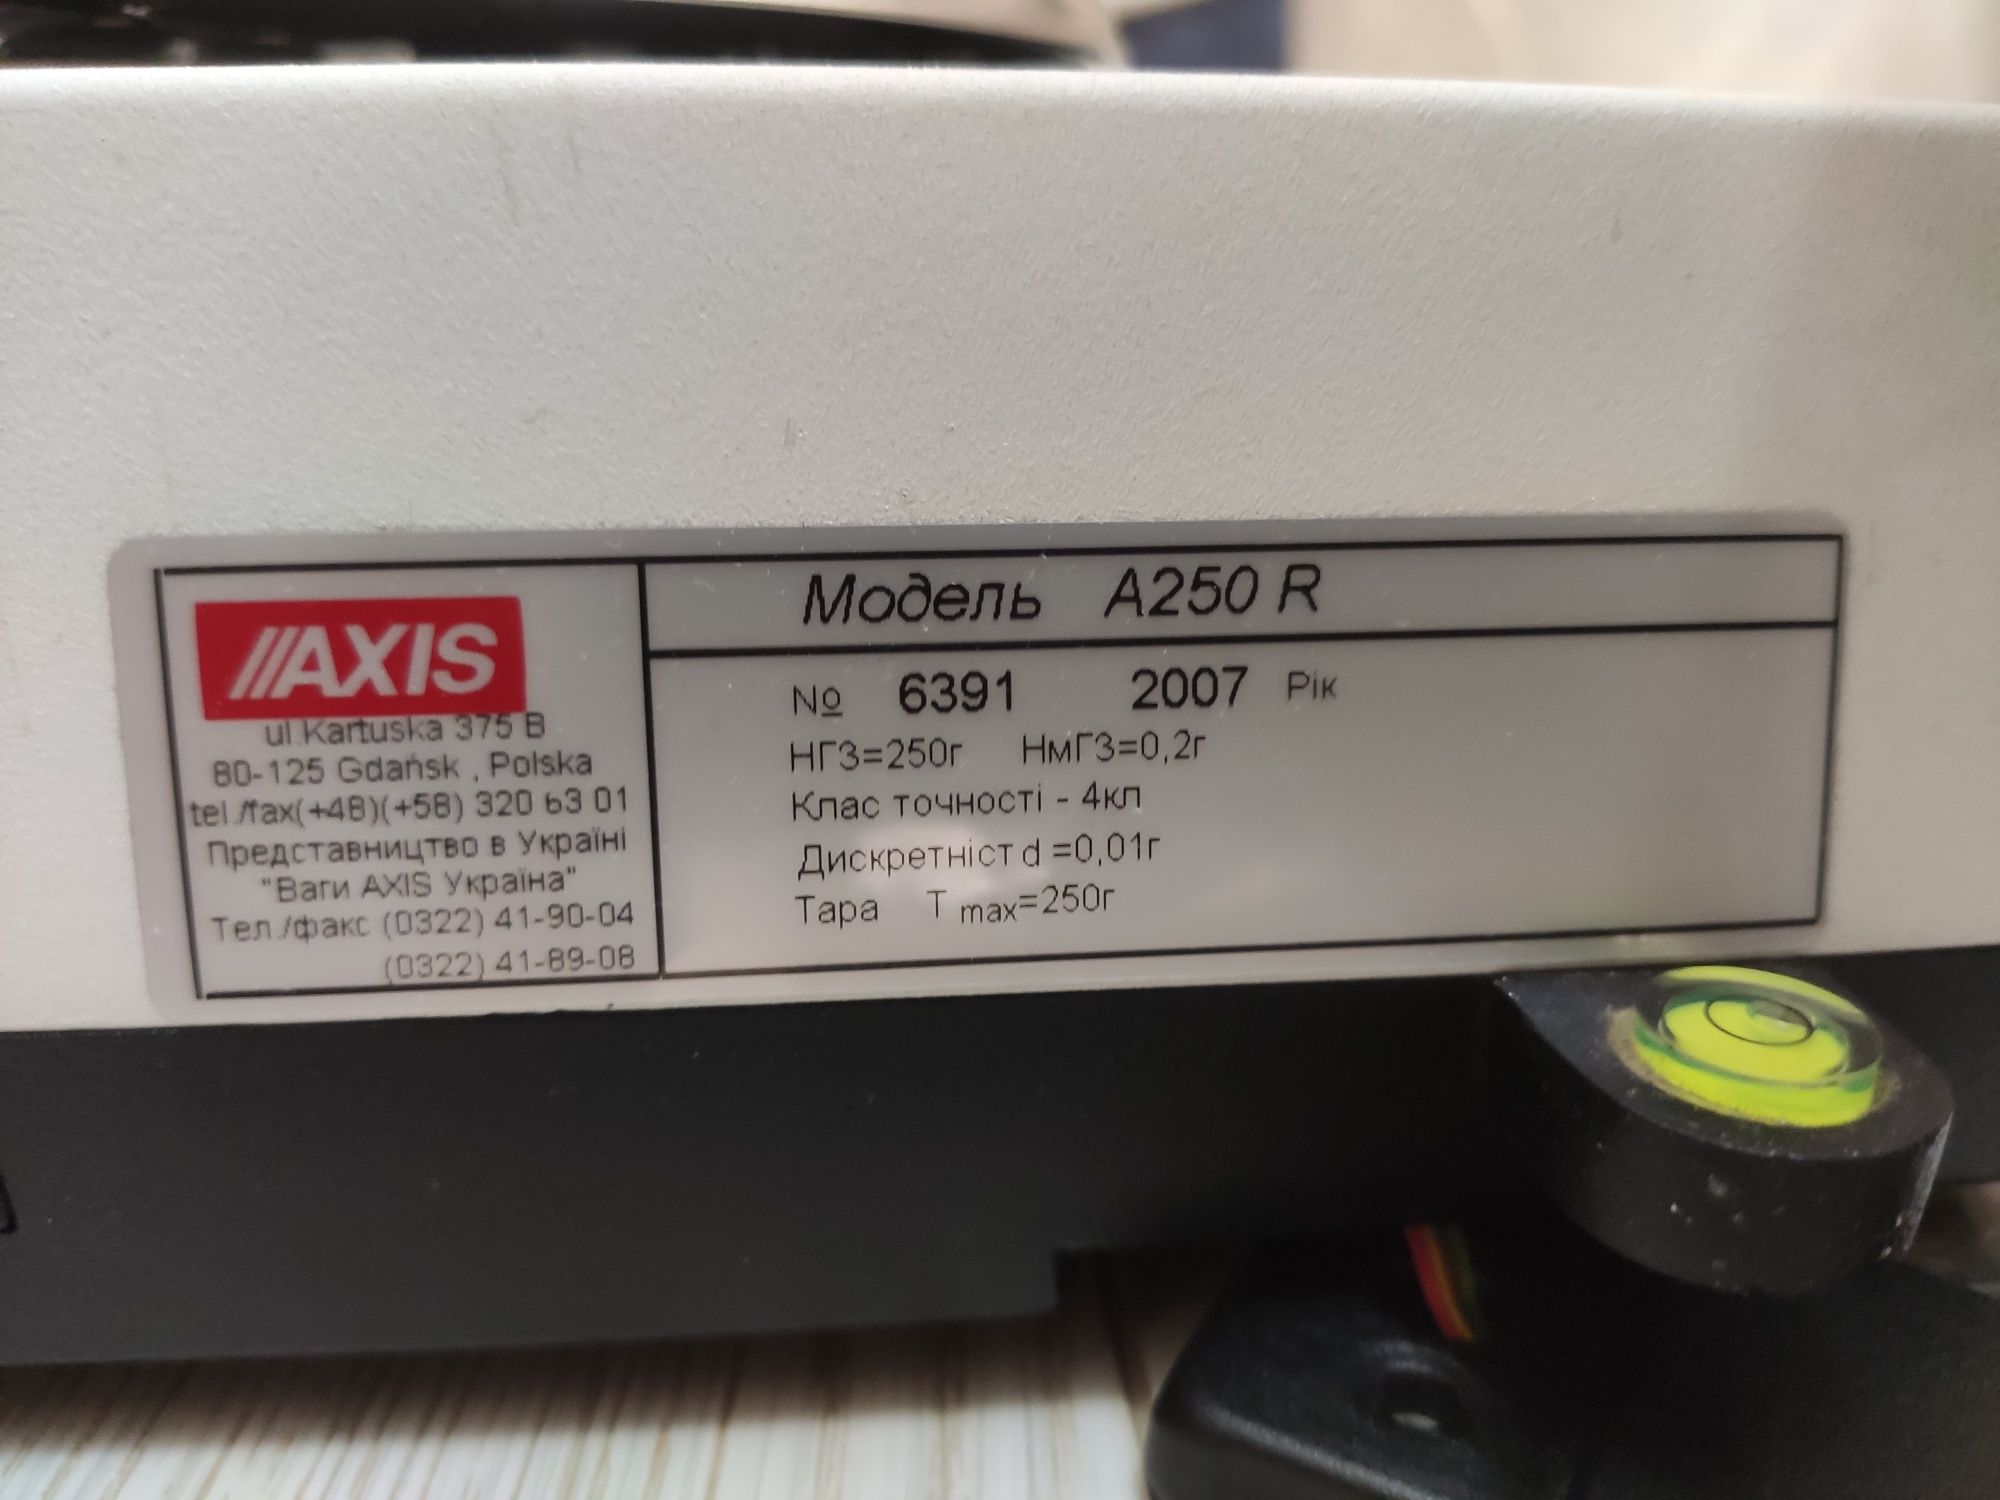 //AXIS
ul.Kartuska 375 B
80-125 Gdańsk , Polska
tel./fax(+48)(+58) 320 63 01
Представництво в Україні
"Ваги AXIS Україна"
Тел./факс (0322) 41-90-04
(0322) 41-89-08
Модель A250 R
№ 6391 2007 Рік
НГЗ=250г НмГЗ=0,2г
Клас точності - 4кл
Дискретніст d =0,01г
Тара T max=250г